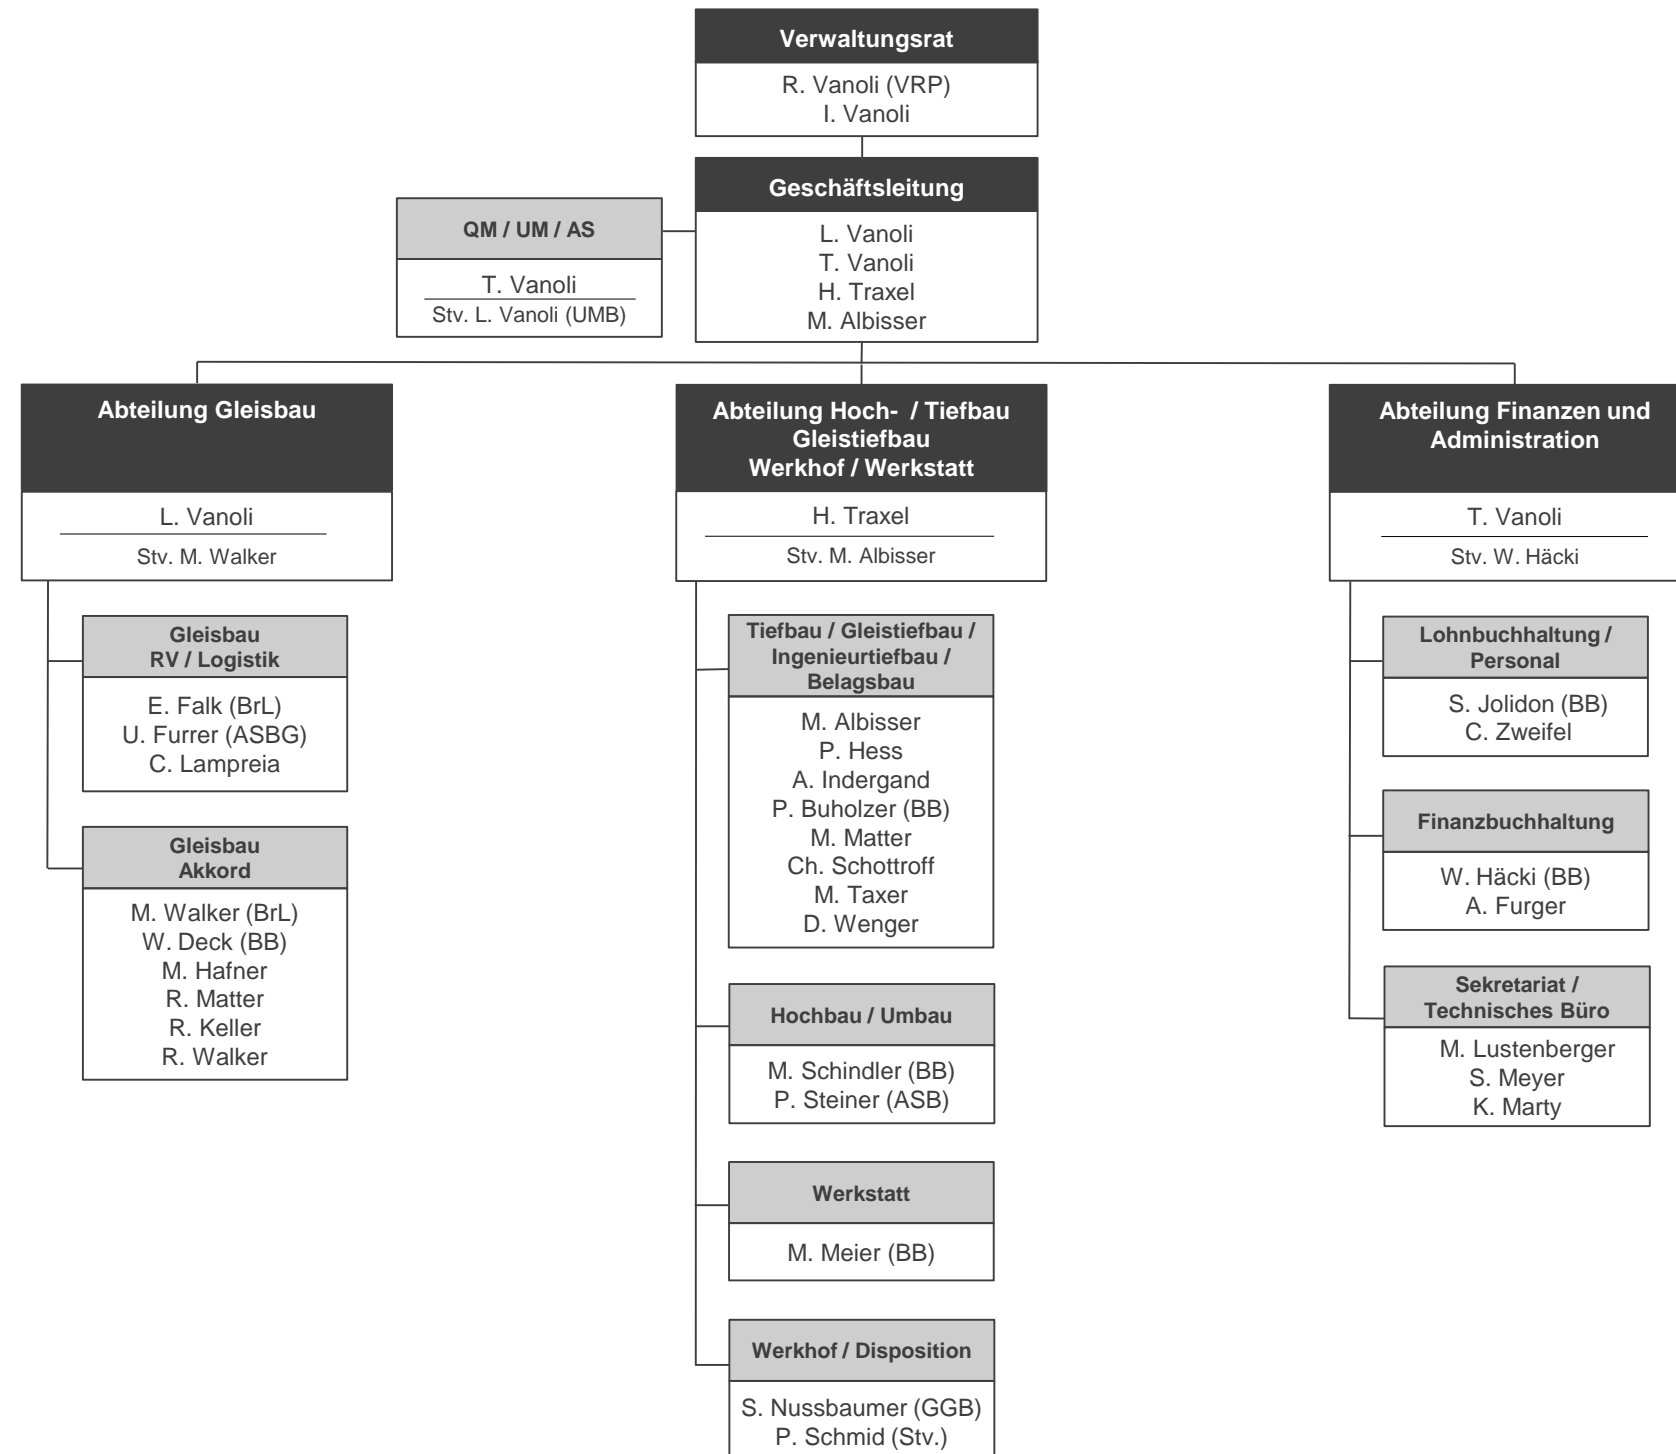 Verwaltungsrat
R. Vanoli (VRP)
I. Vanoli
Geschäftsleitung
L. Vanoli
T. Vanoli
H. Traxel
M. Albisser
QM / UM / AS
T. Vanoli
Stv. L. Vanoli (UMB)
Abteilung Gleisbau
L. Vanoli
Stv. M. Walker
Gleisbau
RV / Logistik
E. Falk (BrL)
U. Furrer (ASBG)
C. Lampreia
Gleisbau
Akkord
M. Walker (BrL)
W. Deck (BB)
M. Hafner
R. Matter
R. Keller
R. Walker
Abteilung Hoch- / Tiefbau
Gleistiefbau
Werkhof / Werkstatt
H. Traxel
Stv. M. Albisser
Tiefbau / Gleistiefbau /
Ingenieurtiefbau /
Belagsbau
M. Albisser
P. Hess
A. Indergand
P. Buholzer (BB)
M. Matter
Ch. Schottroff
M. Taxer
D. Wenger
Hochbau / Umbau
M. Schindler (BB)
P. Steiner (ASB)
Werkstatt
M. Meier (BB)
Werkhof / Disposition
S. Nussbaumer (GGB)
P. Schmid (Stv.)
Abteilung Finanzen und
Administration
T. Vanoli
Stv. W. Häcki
Lohnbuchhaltung /
Personal
S. Jolidon (BB)
C. Zweifel
Finanzbuchhaltung
W. Häcki (BB)
A. Furger
Sekretariat /
Technisches Büro
M. Lustenberger
S. Meyer
K. Marty